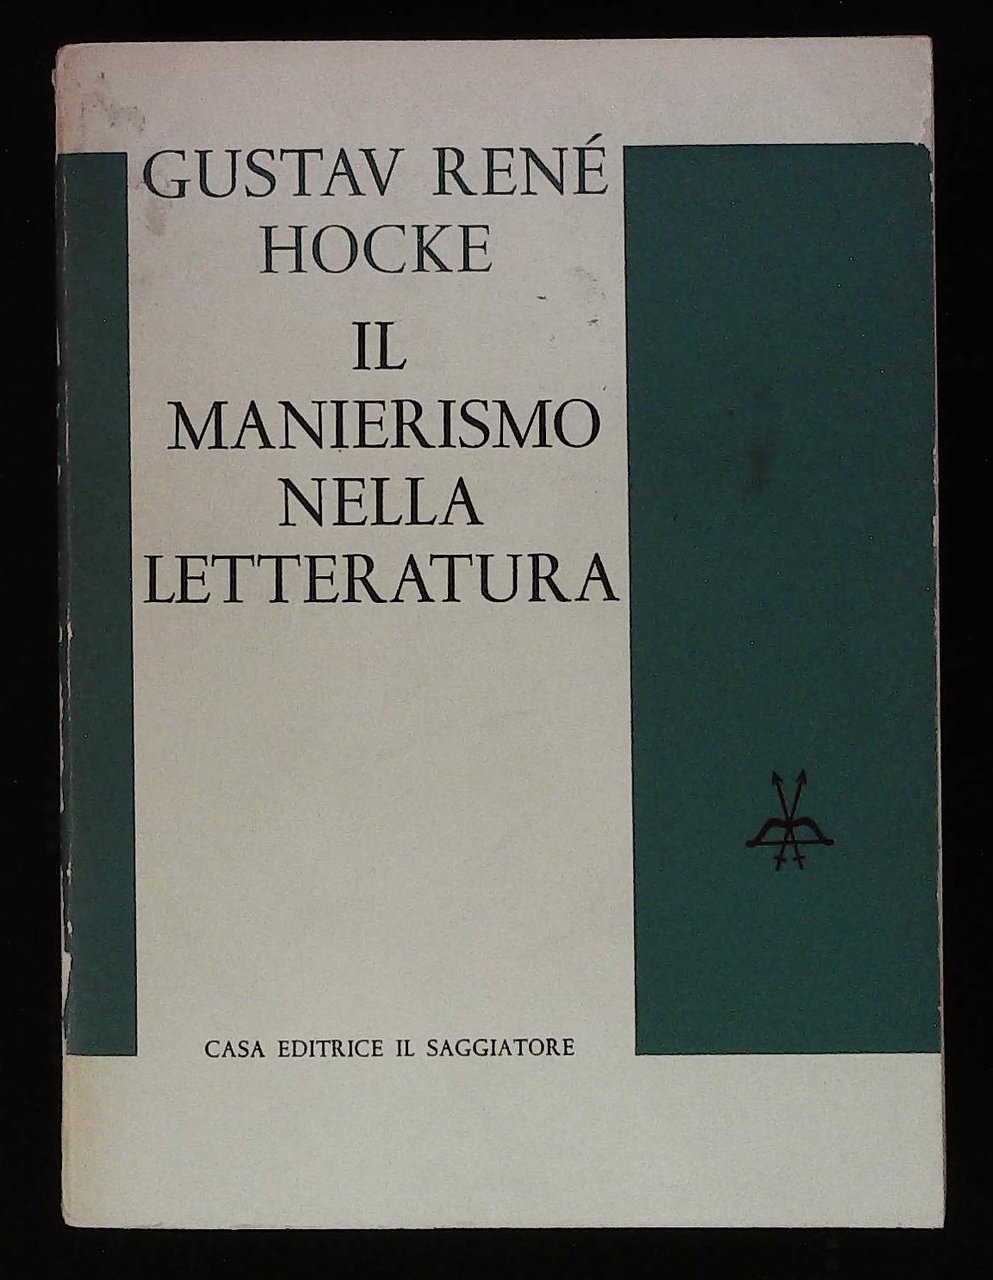 GUSTAV RENÉ
HOCKE
IL
MANIERISMO
NELLA
LETTERATURA
CASA EDITRICE IL SAGGIATORE